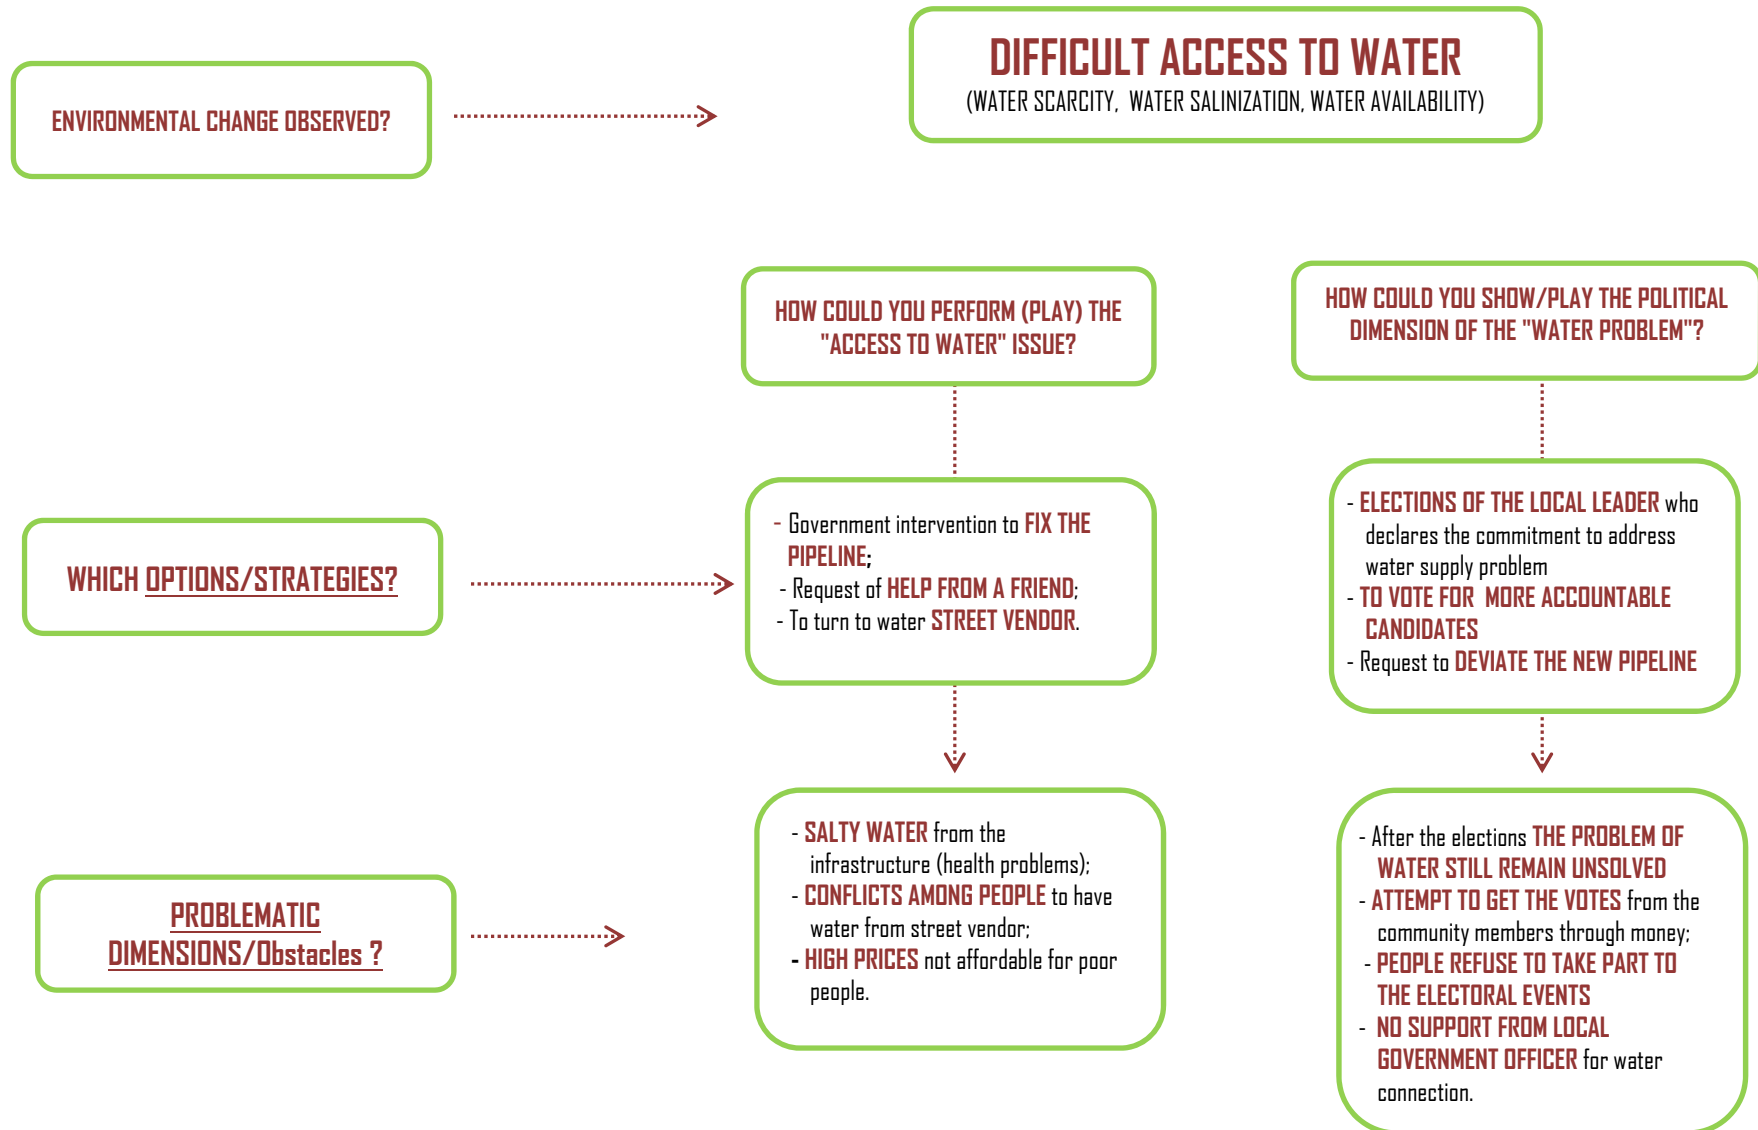 ENVIRONMENTAL CHANGE OBSERVED?
DIFFICULT ACCESS TO WATER
(WATER SCARCITY, WATER SALINIZATION, WATER AVAILABILITY)
HOW COULD YOU PERFORM (PLAY) THE
"ACCESS TO WATER" ISSUE?
HOW COULD YOU SHOW/PLAY THE POLITICAL
DIMENSION OF THE "WATER PROBLEM"?
WHICH OPTIONS/STRATEGIES?
- Government intervention to FIX THE
PIPELINE;
- Request of HELP FROM A FRIEND;
- To turn to water STREET VENDOR.
- ELECTIONS OF THE LOCAL LEADER who
declares the commitment to address
water supply problem
- TO VOTE FOR MORE ACCOUNTABLE
CANDIDATES
- Request to DEVIATE THE NEW PIPELINE
PROBLEMATIC
DIMENSIONS/Obstacles ?
- SALTY WATER from the
infrastructure (health problems);
- CONFLICTS AMONG PEOPLE to have
water from street vendor;
- HIGH PRICES not affordable for poor
people.
- After the elections THE PROBLEM OF
WATER STILL REMAIN UNSOLVED
- ATTEMPT TO GET THE VOTES from the
community members through money;
- PEOPLE REFUSE TO TAKE PART TO
THE ELECTORAL EVENTS
- NO SUPPORT FROM LOCAL
GOVERNMENT OFFICER for water
connection.